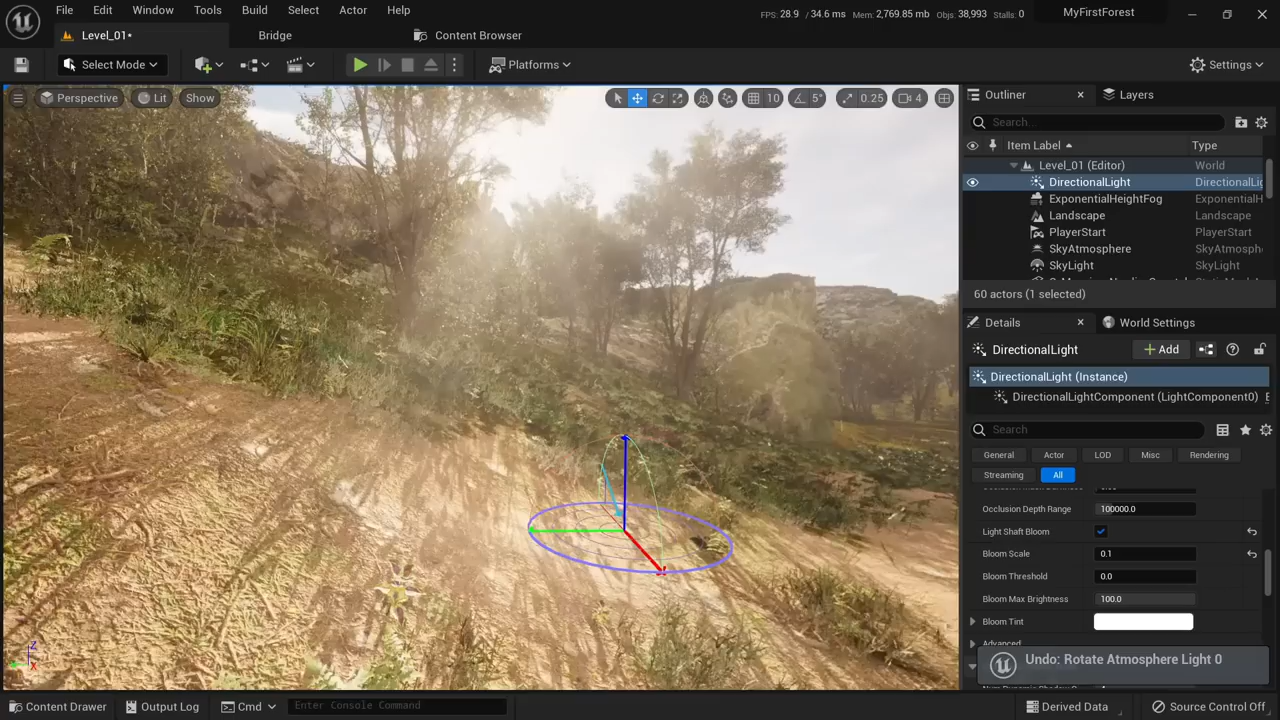 File Edit Window Tools Build Select Actor Help
FPS: 28.9 / 34.6 ms Mem: 2,769.85 mb Objs: 38,993 Stalls: 0
MyFirstForest
Level_01•
Bridge
Content Browser
Select Mode
Platforms
Settings
Perspective
Lit
Show
10
5°
0.25
4
Outliner
Layers
Search...
Item Label
Type
Level_01 (Editor) World
DirectionalLight DirectionalLi
ExponentialHeightFog ExponentialH
Landscape Landscape
PlayerStart PlayerStart
SkyAtmosphere SkyAtmosph
SkyLight SkyLight
60 actors (1 selected)
Details
World Settings
DirectionalLight
+ Add
DirectionalLight (Instance)
DirectionalLightComponent (LightComponent0) E
Search
General Actor LOD Misc Rendering
Streaming All
Occlusion Depth Range 100000.0
Light Shaft Bloom
Bloom Scale 0.1
Bloom Threshold 0.0
Bloom Max Brightness 100.0
Bloom Tint
Advanced
Undo: Rotate Atmosphere Light 0
Z
X
Content Drawer
Output Log
Cmd
Enter Console Command
Derived Data
Source Control Off